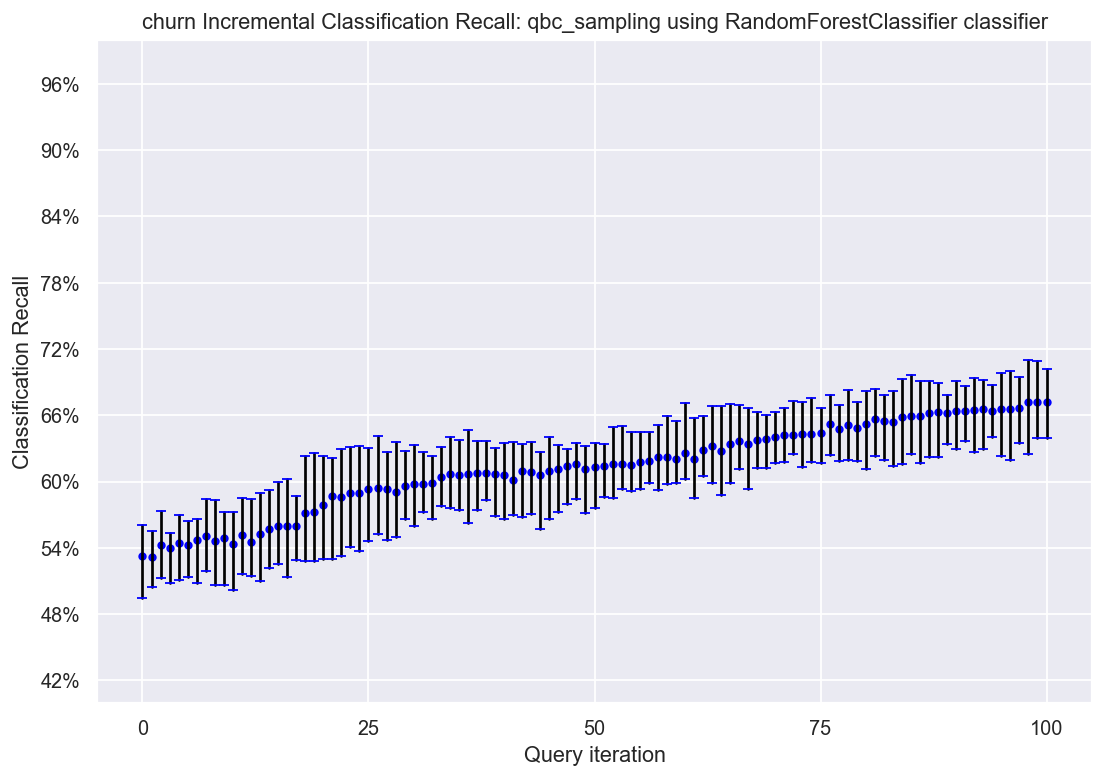 churn Incremental Classification Recall: qbc_sampling using RandomForestClassifier classifier
96%
90%
84%
78%
72%
66%
60%
54%
48%
42%
Classification Recall
0 25 50 75 100
Query iteration